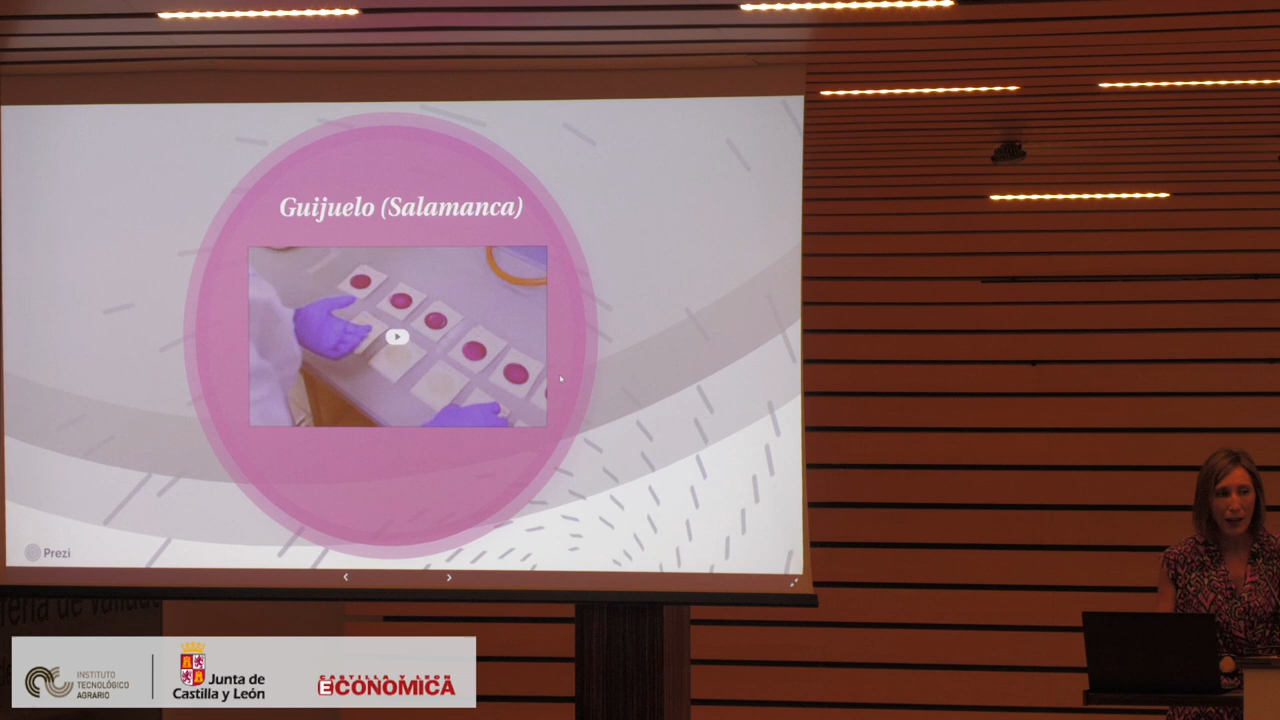 Guijuelo (Salamanca)
Prezi
INSTITUTO
TECNOLÓGICO
AGRARIO
Junta de
Castilla y León
CASTILLA Y LEÓN
ECONÓMICA